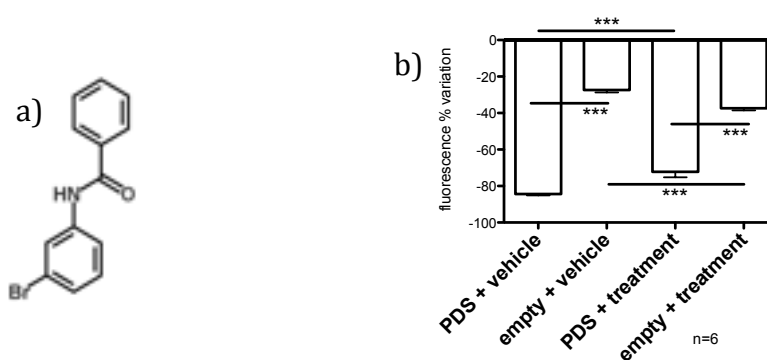 a)
HN
O
Br
b)
fluorescence % variation
0
-20
-40
-60
-80
-100
***
***
***
***
PDS + vehicle
empty + vehicle
PDS + treatment
empty + treatment
n=6